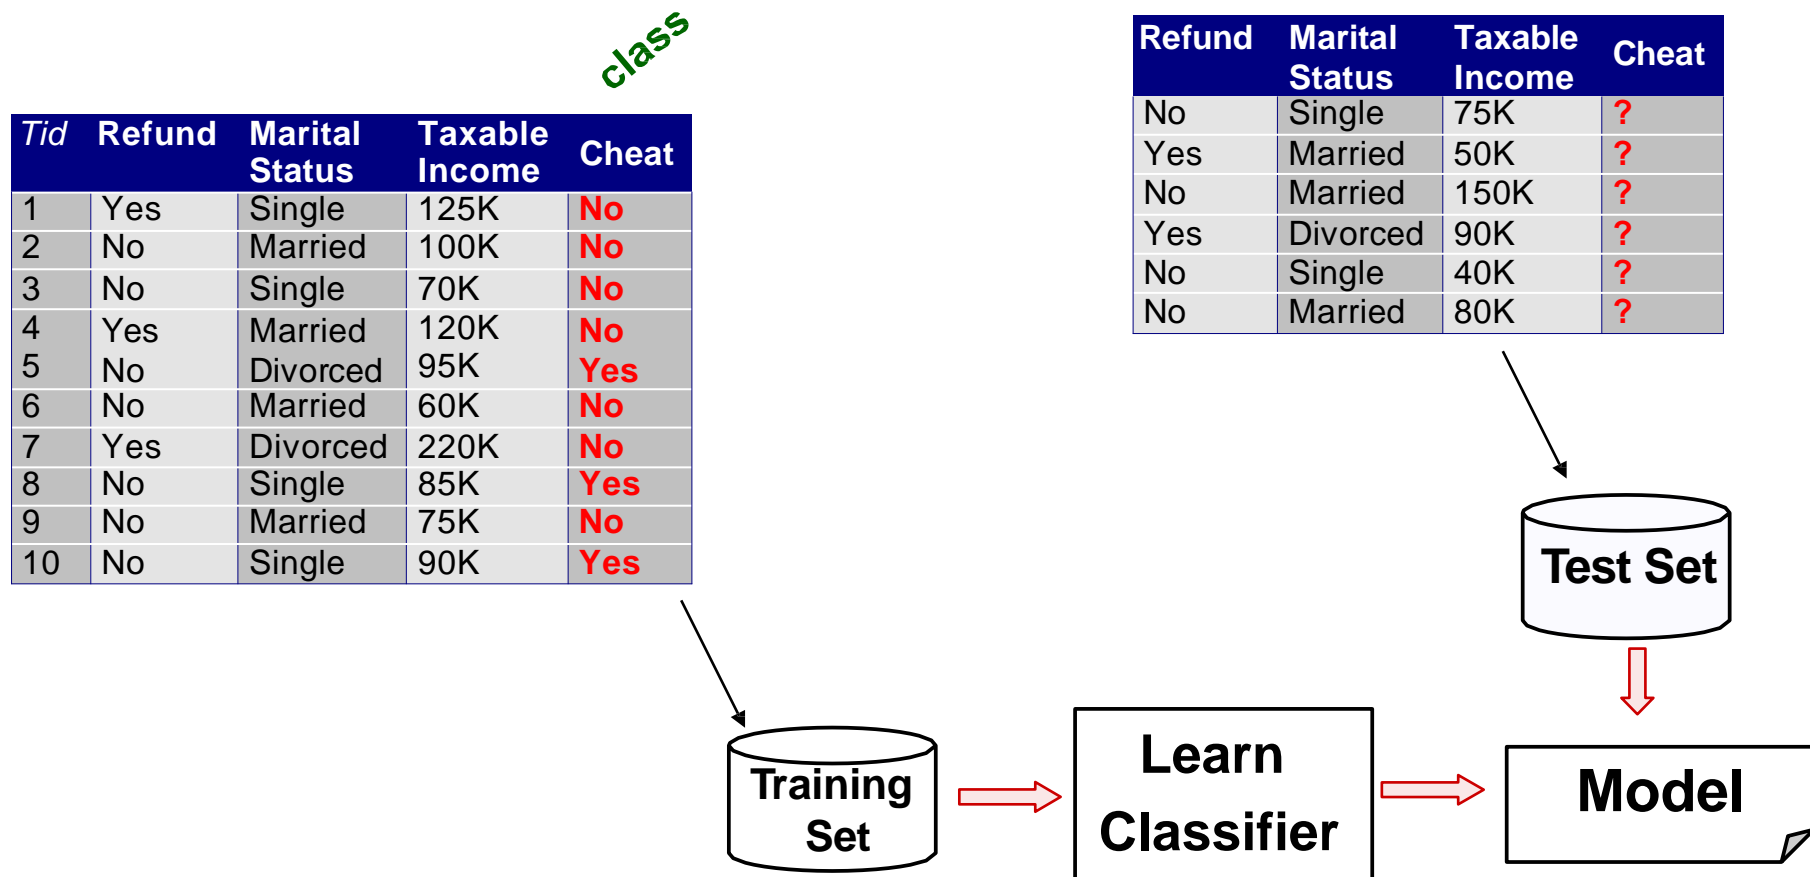 class
Tid Refund Marital Status Taxable Income Cheat
1 Yes Single 125K No
2 No Married 100K No
3 No Single 70K No
4 Yes Married 120K No
5 No Divorced 95K Yes
6 No Married 60K No
7 Yes Divorced 220K No
8 No Single 85K Yes
9 No Married 75K No
10 No Single 90K Yes
Refund Marital Status Taxable Income Cheat
No Single 75K ?
Yes Married 50K ?
No Married 150K ?
Yes Divorced 90K ?
No Single 40K ?
No Married 80K ?
Test Set
Training
Set
Learn
Classifier
Model